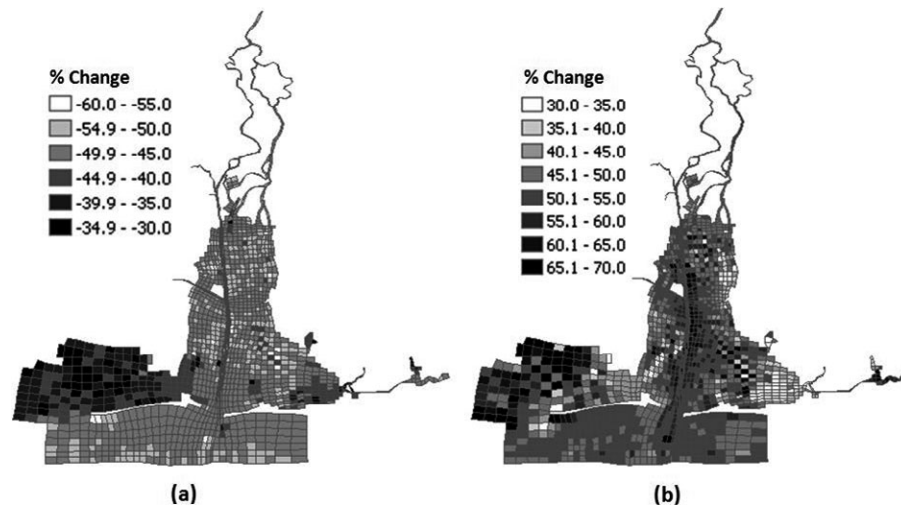 % Change
-60.0 - -55.0
-54.9 - -50.0
-49.9 - -45.0
-44.9 - -40.0
-39.9 - -35.0
-34.9 - -30.0
(a)
% Change
30.0 - 35.0
35.1 - 40.0
40.1 - 45.0
45.1 - 50.0
50.1 - 55.0
55.1 - 60.0
60.1 - 65.0
65.1 - 70.0
(b)